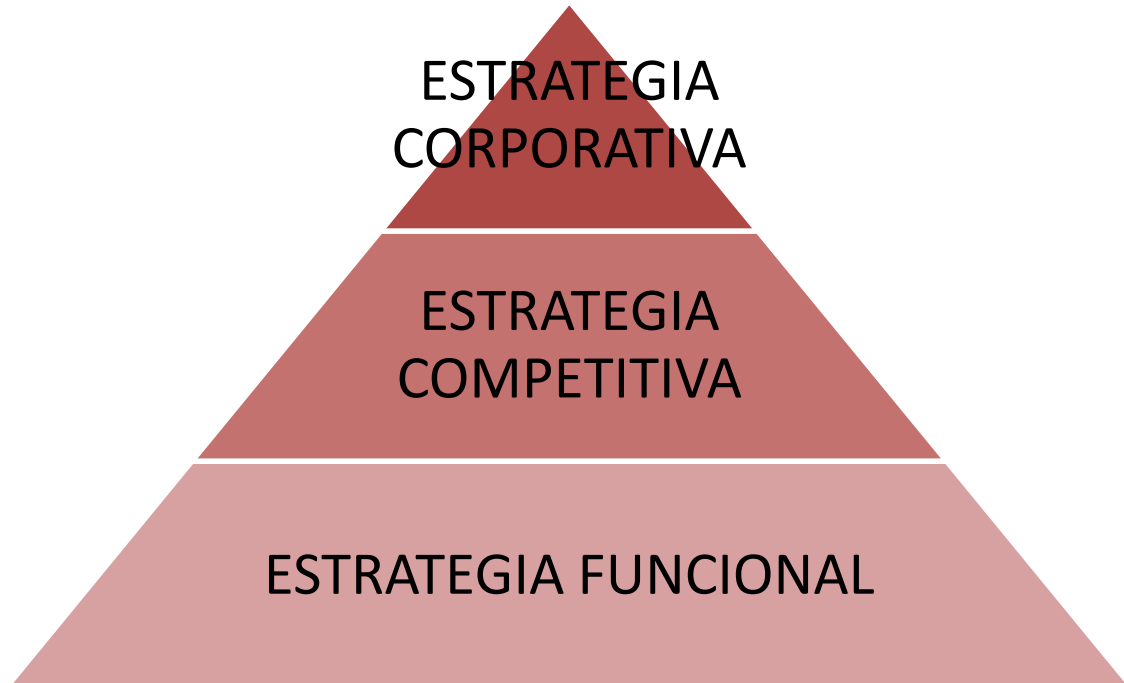 ESTRATEGIA
CORPORATIVA
ESTRATEGIA
COMPETITIVA
ESTRATEGIA FUNCIONAL